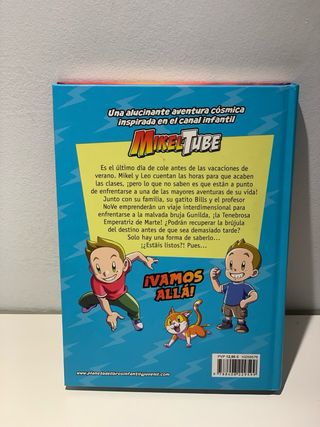 Una alucinante aventura cósmica
inspirada en el canal infantil
MIKELTUBE
Es el último día de cole antes de las vacaciones de
verano. Mikel y Leo cuentan las horas para que acaben
las clases, ¡pero lo que no saben es que están a punto
de enfrentarse a una de las mayores aventuras de su vida!
Junto con su familia, su gatito Bills y el profesor
NoVe emprenderán un viaje interdimensional para
enfrentarse a la malvada bruja Gunilda, ¡la Tenebrosa
Emperatriz de Marte! ¿Podrán recuperar la brújula
del destino antes de que sea demasiado tarde?
Solo hay una forma de saberlo...
¡¿Estáis listos?! Pues...
¡VAMOS
ALLÁ!
www.planetadelibrosinfantilyjuvenil.com